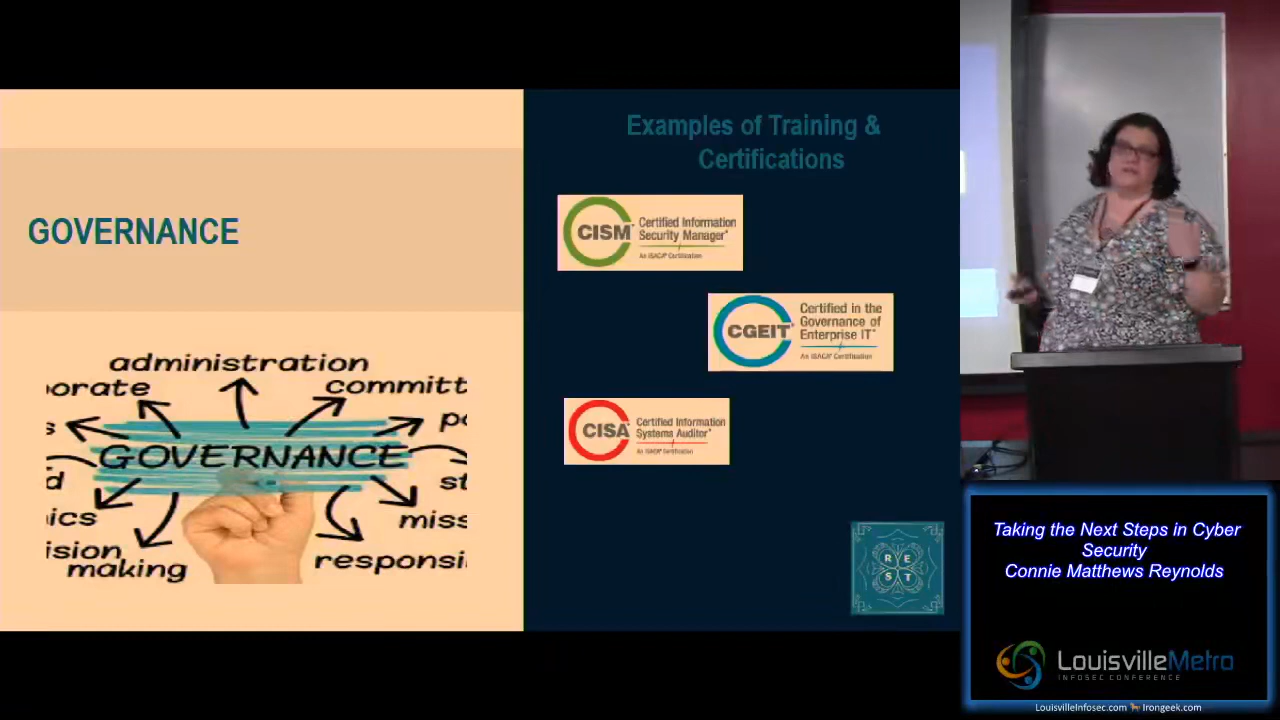 GOVERNANCE
administration
orate
committ
GOVERNANCE
ics
miss
ision
making
responsi
Examples of Training &
Certifications
CISM
Certified Information
Security Manager®
An ISACA® Certification
CGEIT®
Certified in the
Governance of
Enterprise IT®
An ISACA® Certification
CISA
Certified Information
Systems Auditor®
An ISACA® Certification
R E
S T
Taking the Next Steps in Cyber
Security
Connie Matthews Reynolds
LouisvilleMetro
INFOSEC CONFERENCE
LouisvilleInfosec.com Irongeek.com